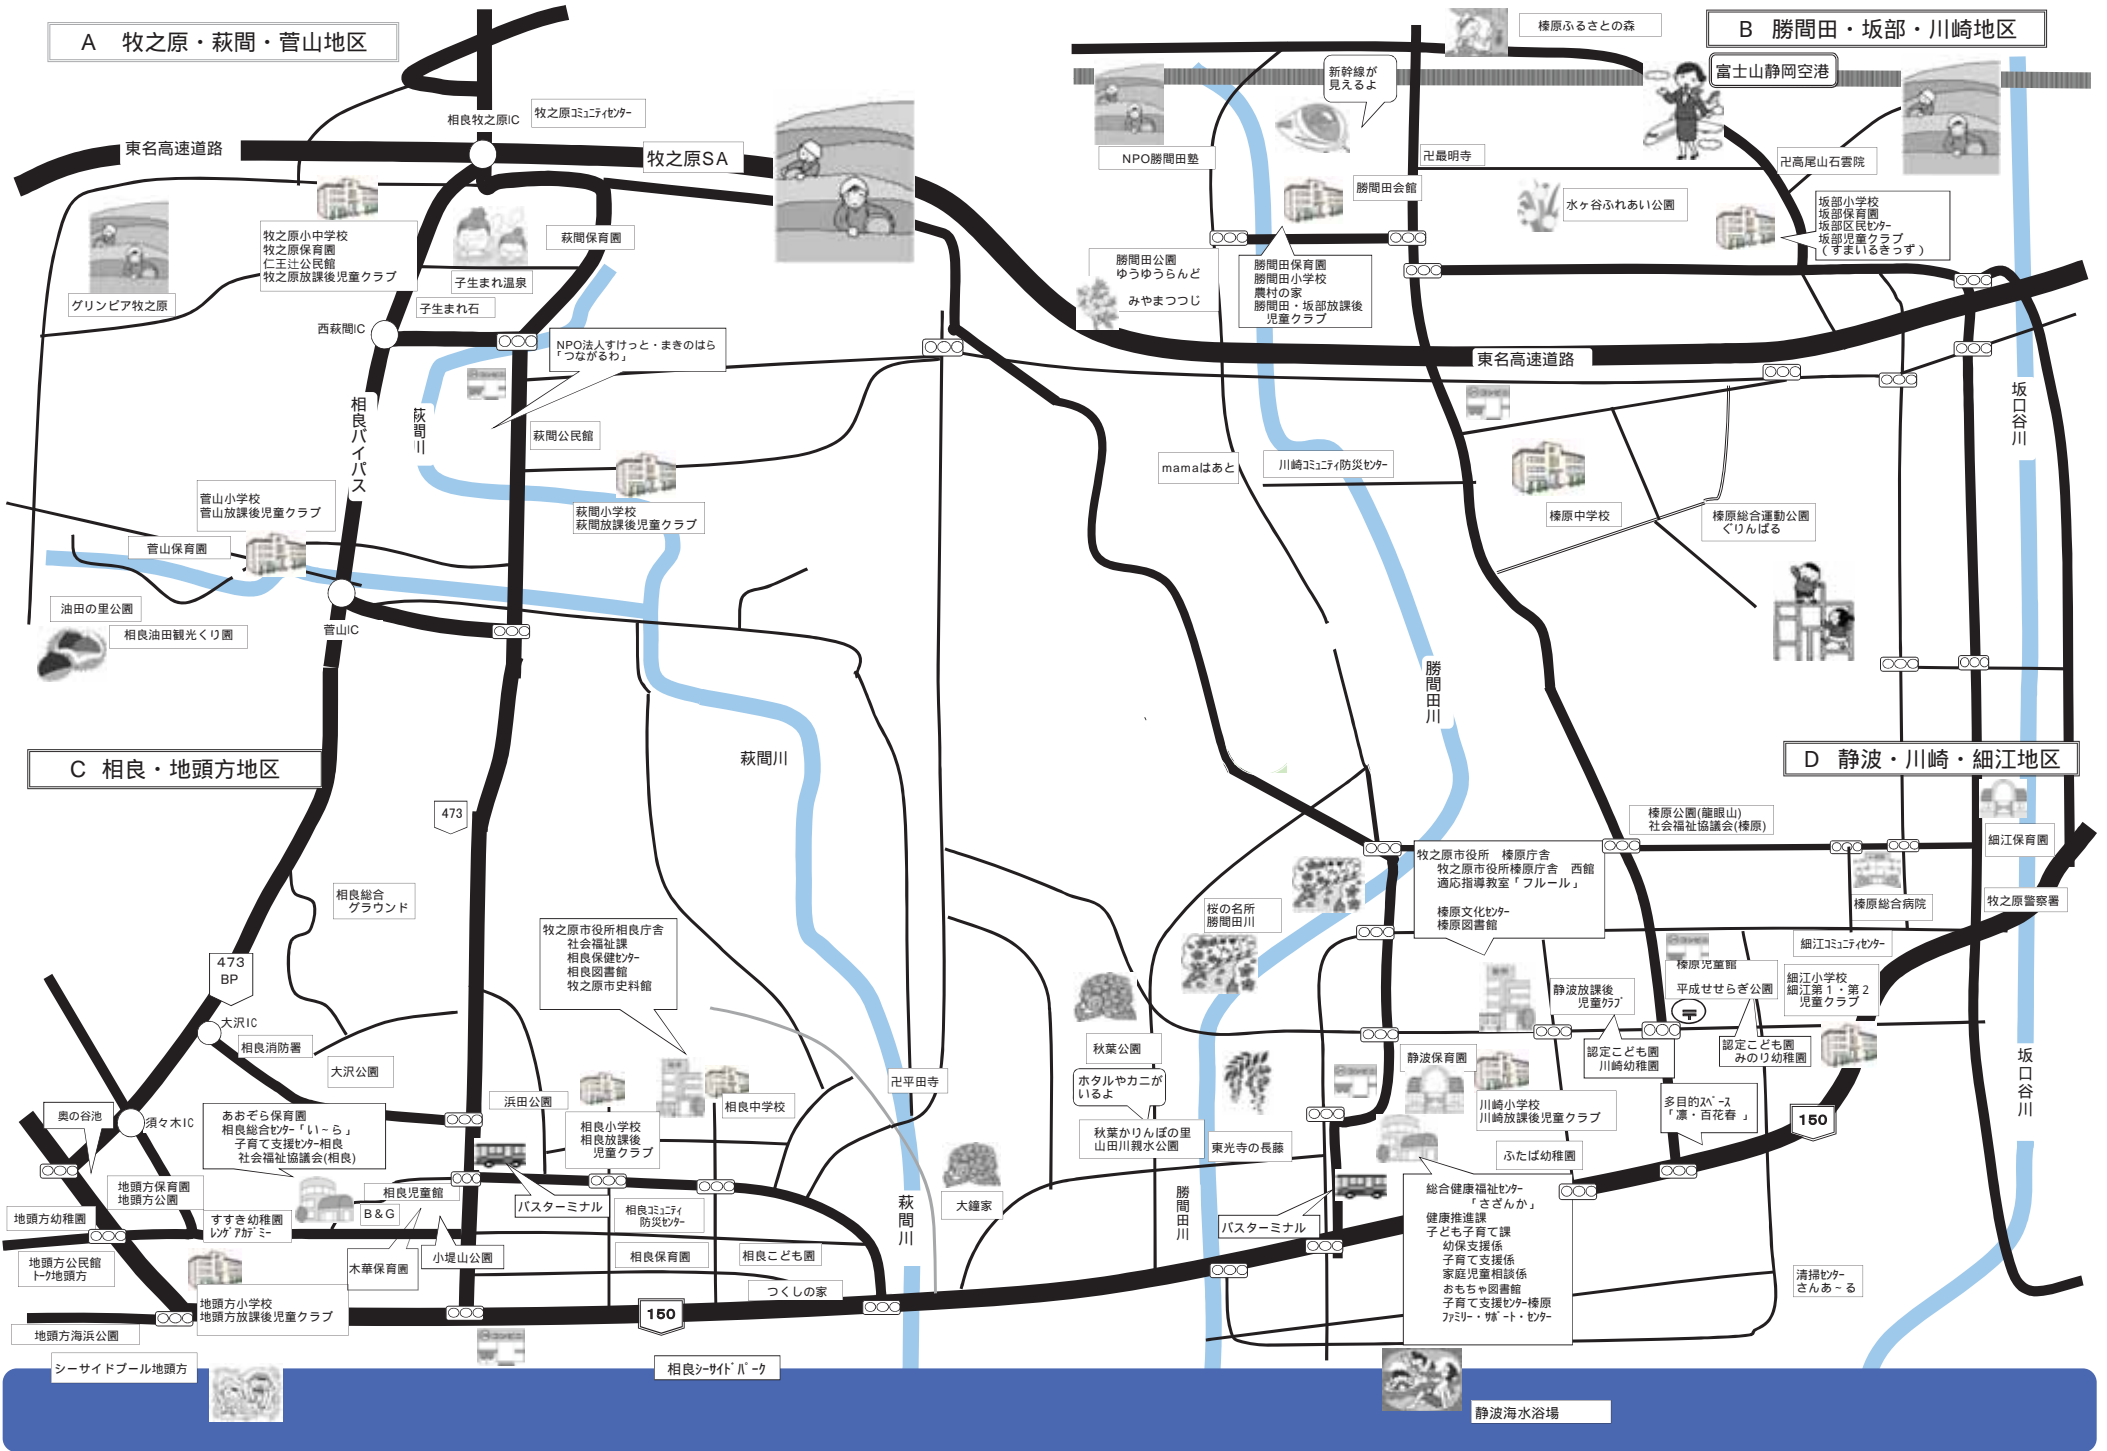 A　牧之原・萩間・菅山地区
相良牧之原IC
牧之原ｺﾐｭﾆﾃｨｾﾝﾀｰ
東名高速道路
牧之原SA
牧之原小中学校
牧之原保育園
仁王辻公民館
牧之原放課後児童クラブ
萩間保育園
子生まれ温泉
子生まれ石
グリンピア牧之原
西萩間IC
NPO法人すけっと・まきのはら
「つながるわ」
相良バイパス
萩間川
萩間公民館
萩間小学校
萩間放課後児童クラブ
菅山小学校
菅山放課後児童クラブ
菅山保育園
油田の里公園
相良油田観光くり園
菅山IC
B　勝間田・坂部・川崎地区
榛原ふるさとの森
富士山静岡空港
新幹線が
見えるよ
NPO勝間田塾
卍最明寺
勝間田会館
卍高尾山石雲院
水ヶ谷ふれあい公園
坂部小学校
坂部保育園
坂部区民ｾﾝﾀｰ
坂部児童クラブ
（すまいるきっず）
勝間田公園
ゆうゆうらんど
みやまつつじ
勝間田保育園
勝間田小学校
農村の家
勝間田・坂部放課後
児童クラブ
東名高速道路
坂口谷川
mamaはあと
川崎ｺﾐｭﾆﾃｨ防災ｾﾝﾀｰ
榛原中学校
榛原総合運動公園
ぐりんぱる
勝間田川
C　相良・地頭方地区
萩間川
473
相良総合
グラウンド
473
BP
大沢IC
相良消防署
大沢公園
牧之原市役所相良庁舎
社会福祉課
相良保健ｾﾝﾀｰ
相良図書館
牧之原市史料館
奥の谷池
須々木IC
あおぞら保育園
相良総合ｾﾝﾀｰ「い～ら」
子育て支援ｾﾝﾀｰ相良
社会福祉協議会(相良)
浜田公園
相良小学校
相良放課後
児童クラブ
相良中学校
卍平田寺
地頭方保育園
地頭方公園
地頭方幼稚園
すすき幼稚園
ﾚﾝｹﾞｱｶﾃﾞﾐｰ
相良児童館
B＆G
バスターミナル
相良ｺﾐｭﾆﾃｨ
防災ｾﾝﾀｰ
大鐘家
萩間川
地頭方公民館
ﾄｰｸ地頭方
木華保育園
小堤山公園
相良保育園
相良こども園
つくしの家
地頭方小学校
地頭方放課後児童クラブ
150
地頭方海浜公園
シーサイドプール地頭方
コンビニ
相良ｼｰｻｲﾄﾞﾊﾟｰｸ
D　静波・川崎・細江地区
榛原公園(龍眼山)
社会福祉協議会(榛原)
細江保育園
牧之原市役所　榛原庁舎
牧之原市役所榛原庁舎　西館
適応指導教室「フルール」
榛原文化ｾﾝﾀｰ
榛原図書館
桜の名所
勝間田川
榛原総合病院
牧之原警察署
細江ｺﾐｭﾆﾃｨｾﾝﾀｰ
榛原児童館
平成せせらぎ公園
細江小学校
細江第１・第２
児童クラブ
静波放課後
児童ｸﾗﾌﾞ
秋葉公園
ホタルやカニが
いるよ
静波保育園
認定こども園
川崎幼稚園
認定こども園
みのり幼稚園
坂口谷川
秋葉かりんぽの里
山田川親水公園
東光寺の長藤
川崎小学校
川崎放課後児童クラブ
多目的ｽﾍﾟｰｽ
「凛・百花春 」
150
ふたば幼稚園
勝間田川
バスターミナル
総合健康福祉ｾﾝﾀｰ
「さざんか」
健康推進課
子ども子育て課
幼保支援係
子育て支援係
家庭児童相談係
おもちゃ図書館
子育て支援ｾﾝﾀｰ榛原
ﾌｧﾐﾘｰ・ｻﾎﾟｰﾄ・ｾﾝﾀｰ
清掃ｾﾝﾀｰ
さんあ～る
静波海水浴場